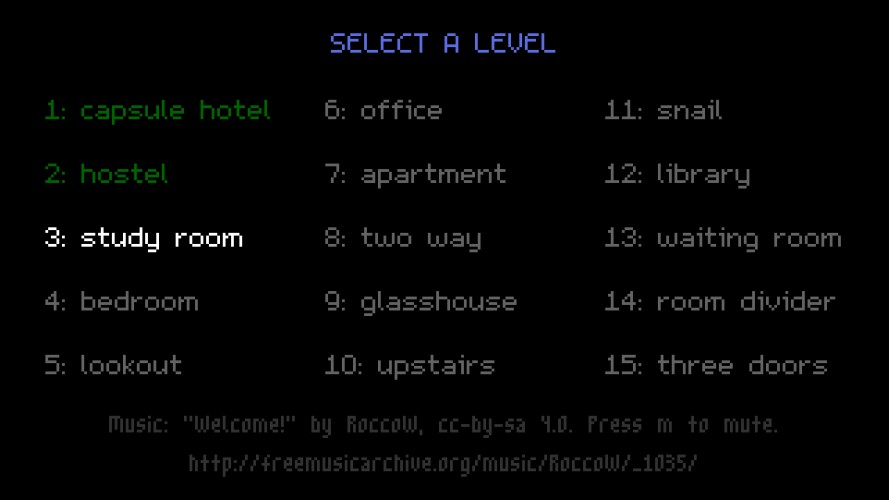 SELECT A LEVEL
1: capsule hotel
2: hostel
3: study room
4: bedroom
5: lookout
6: office
7: apartment
8: two way
9: glasshouse
10: upstairs
11: snail
12: library
13: waiting room
14: room divider
15: three doors
Music: "Welcome!" by RoccoW, cc-by-sa 4.0. Press m to mute.
http://freemusicarchive.org/music/RoccoW/_1035/